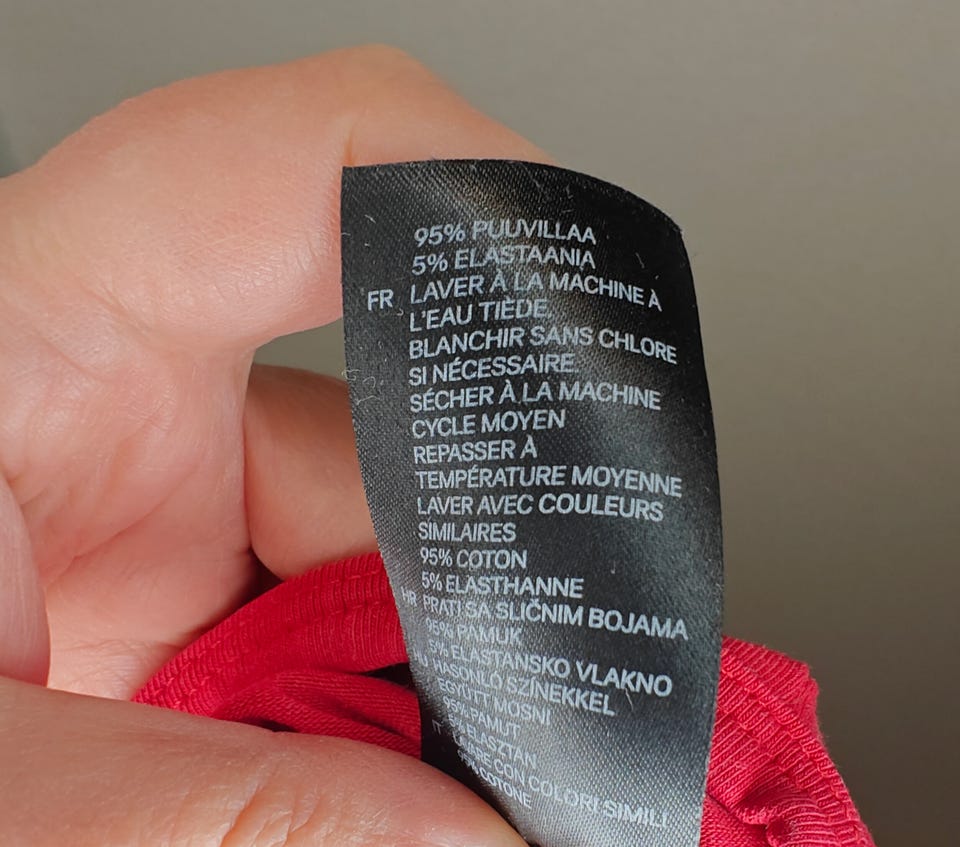 95% PUUVILLAA
5% ELASTAANIA
FR LAVER À LA MACHINE À
L'EAU TIÈDE.
BLANCHIR SANS CHLORE
SI NÉCESSAIRE.
SÉCHER À LA MACHINE
CYCLE MOYEN
REPASSER À
TEMPÉRATURE MOYENNE
LAVER AVEC COULEURS
SIMILAIRES
95% COTON
5% ELASTHANNE
HR PRATI SA SLIČNIM BOJAMA
95% PAMUK
5% ELASTANSKO VLAKNO
HASONLÓ SZÍNEKKEL
EGYÜTT MOSNI
95% PAMUT
ELASZTÁN
IT CON COLORI SIMILI
COTONE